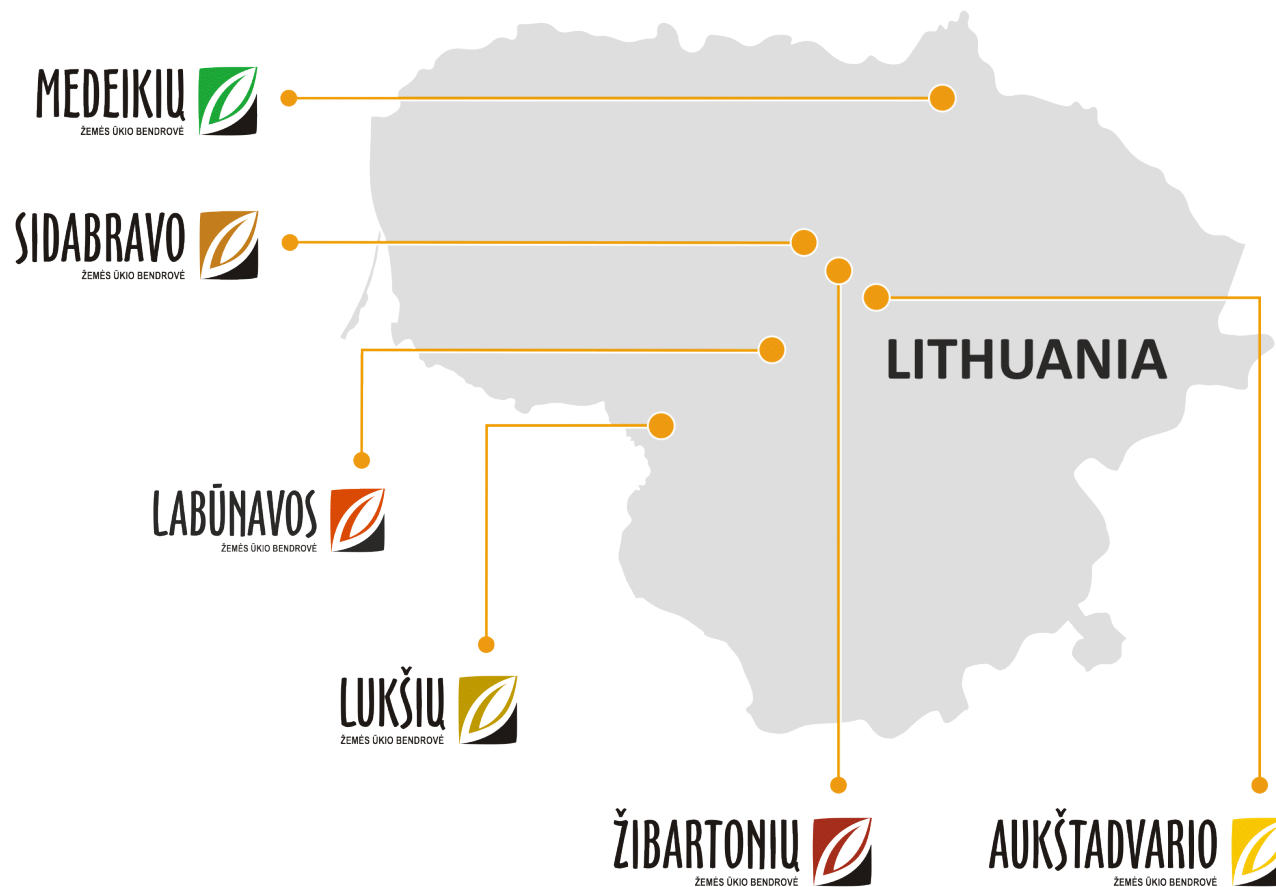 MEDEIKIŲ
ŽEMĖS ŪKIO BENDROVĖ
SIDABRAVO
ŽEMĖS ŪKIO BENDROVĖ
LITHUANIA
LABŪNAVOS
ŽEMĖS ŪKIO BENDROVĖ
LUKŠIŲ
ŽEMĖS ŪKIO BENDROVĖ
ŽIBARTONIŲ
ŽEMĖS ŪKIO BENDROVĖ
AUKŠTADVARIO
ŽEMĖS ŪKIO BENDROVĖ